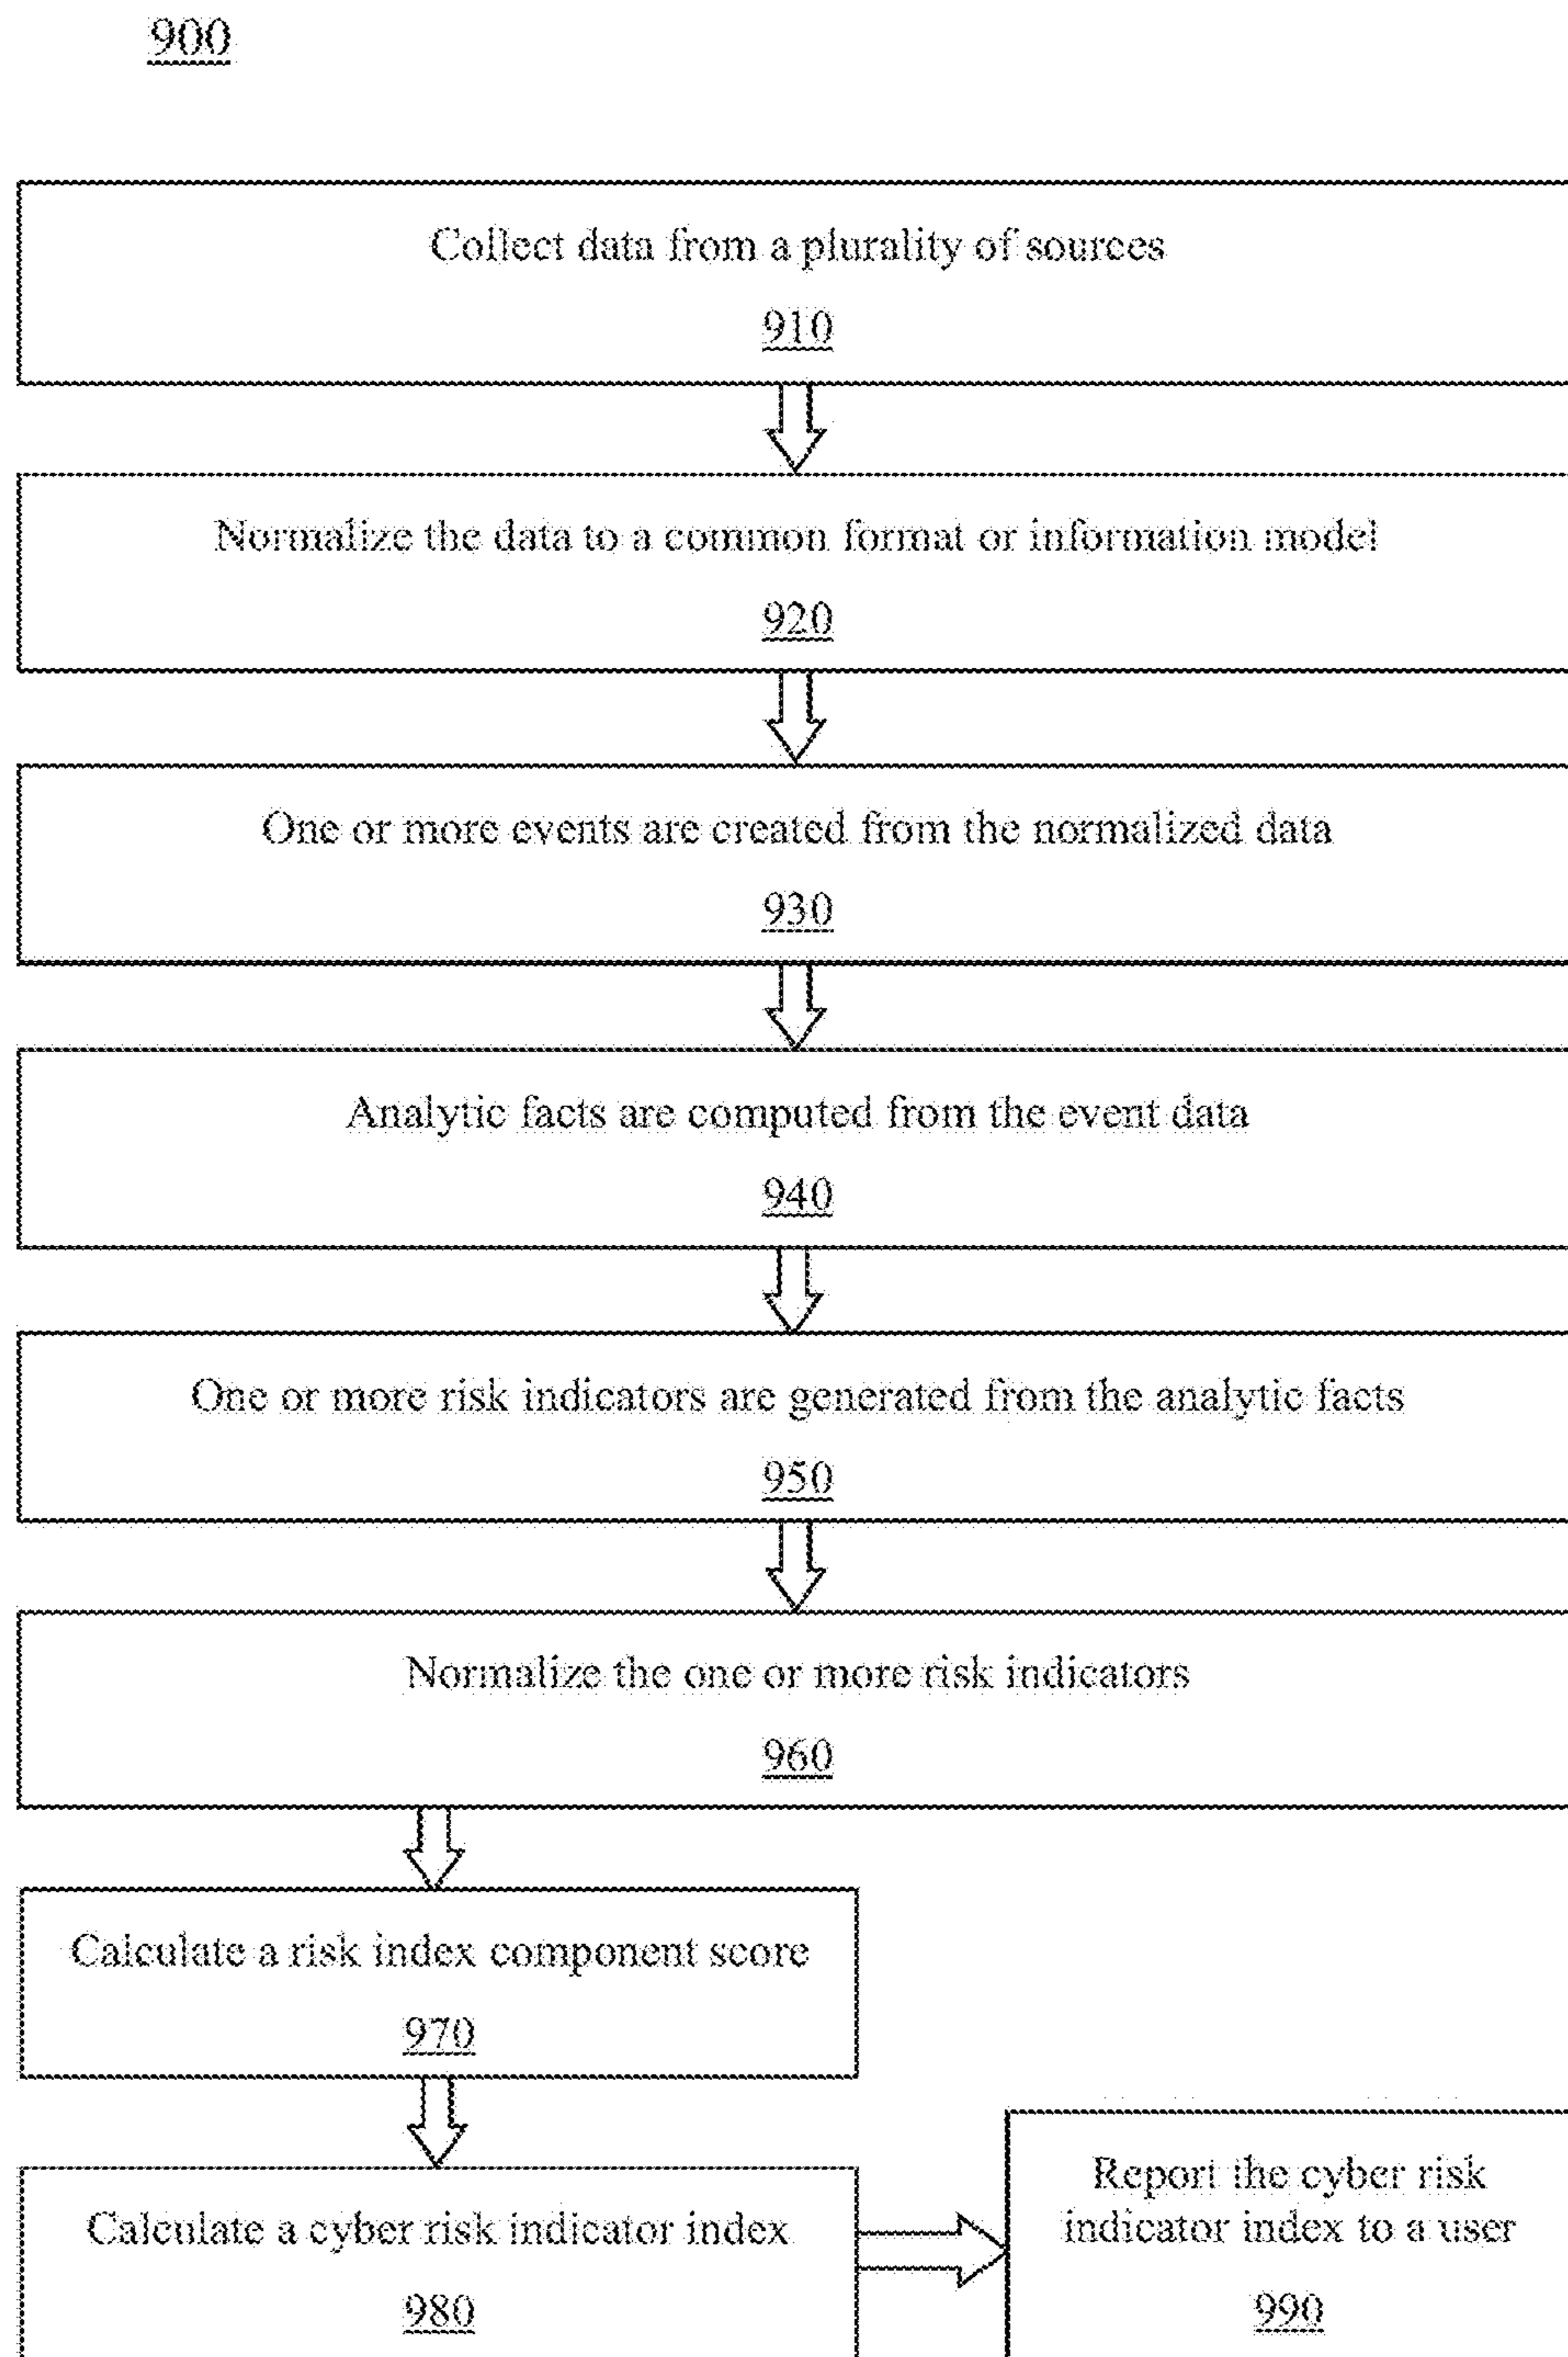 900
Collect data from a plurality of sources
910
Normalize the data to a common format or information model
920
One or more events are created from the normalized data
930
Analytic facts are computed from the event data
940
One or more risk indicators are generated from the analytic facts
950
Normalize the one or more risk indicators
960
Calculate a risk index component score
970
Calculate a cyber risk indicator index
980
Report the cyber risk
indicator index to a user
990